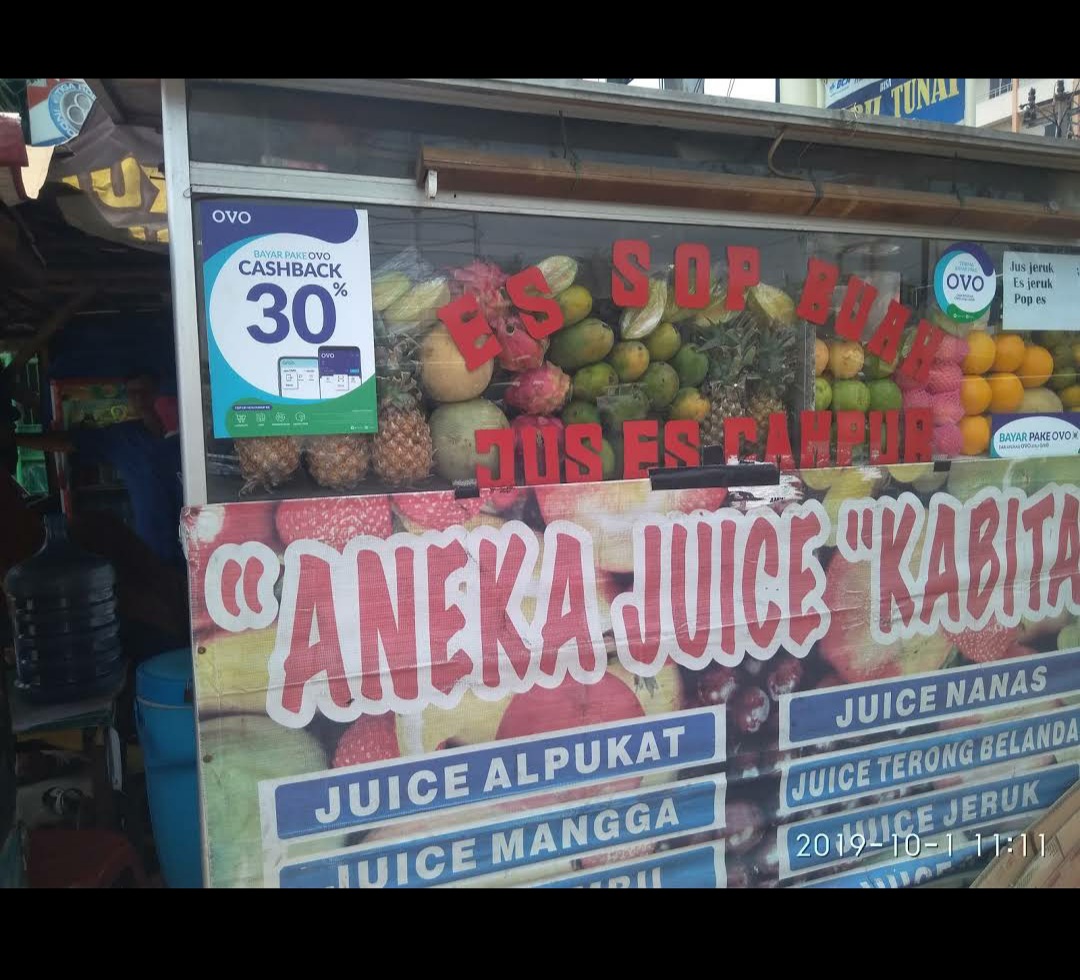 TUNAI
OVO
BAYAR PAKE OVO
CASHBACK
30%
ES SOP BUAH
JUS ES CAMPUR
OVO
Jus jeruk
Es jeruk
Pop es
BAYAR PAKE OVO
"ANEKA JUICE "KABITA
JUICE ALPUKAT
JUICE MANGGA
JUICE NANAS
JUICE TERONG BELANDA
JUICE JERUK
2019-10-1 11:11